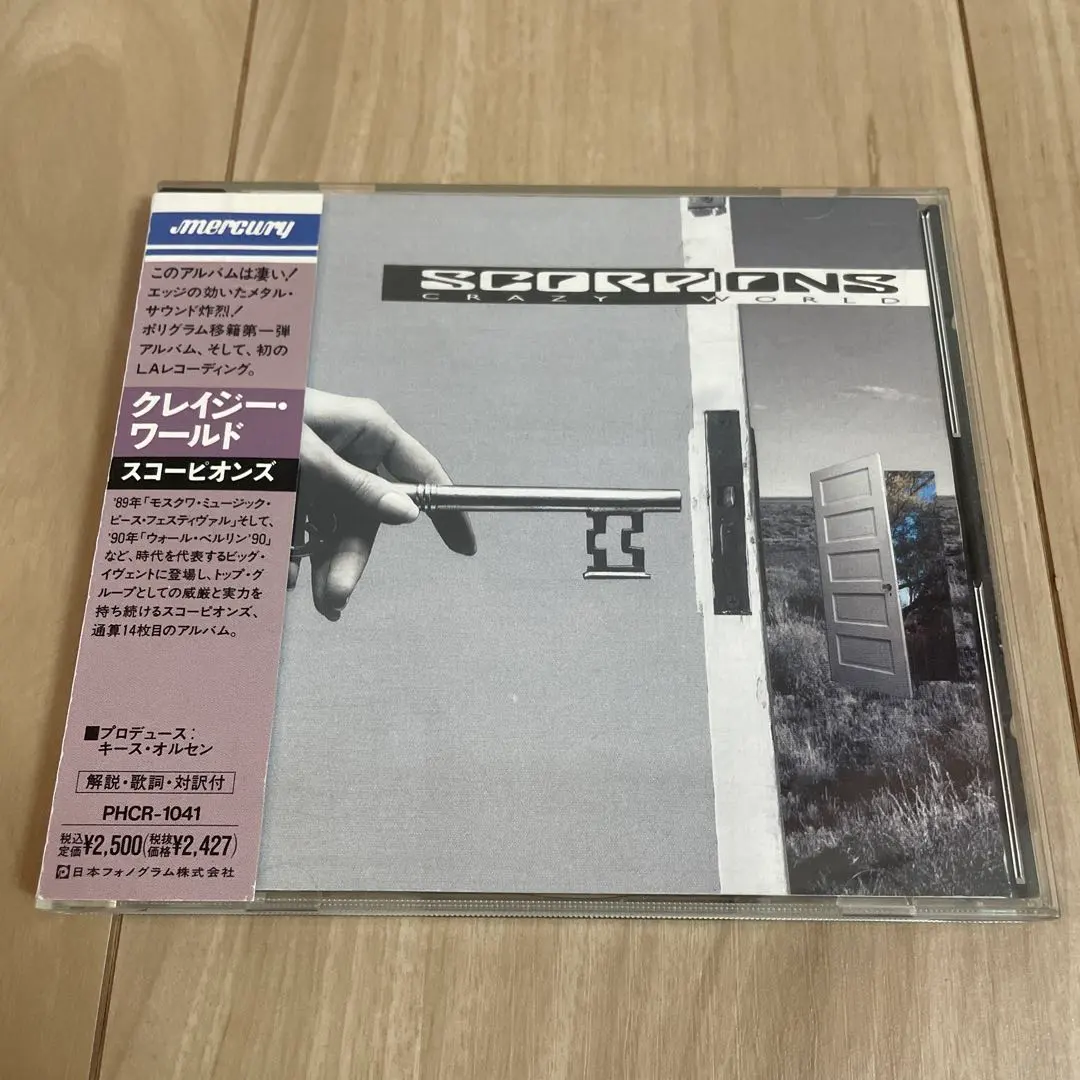 mercury
このアルバムは凄い!
エッジの効いたメタル・
サウンド炸烈!
ポリグラム移籍第一弾
アルバム、そして、初の
LAレコーディング。
クレイジー・
ワールド
スコーピオンズ
'89年「モスクワ・ミュージック・
ピース・フェスティヴァル」そして、
'90年「ウォール・ベルリン'90」
など、時代を代表するビッグ・
イヴェントに登場し、トップ・グ
ループとしての威厳と実力を
持ち続けるスコーピオンズ、
通算14枚目のアルバム。
■プロデュース:
キース・オルセン
解説・歌詞・対訳付
PHCR-1041
税込定価¥2,500(税抜価格¥2,427)
日本フォノグラム株式会社
SCORPIONS
CRAZY WORLD